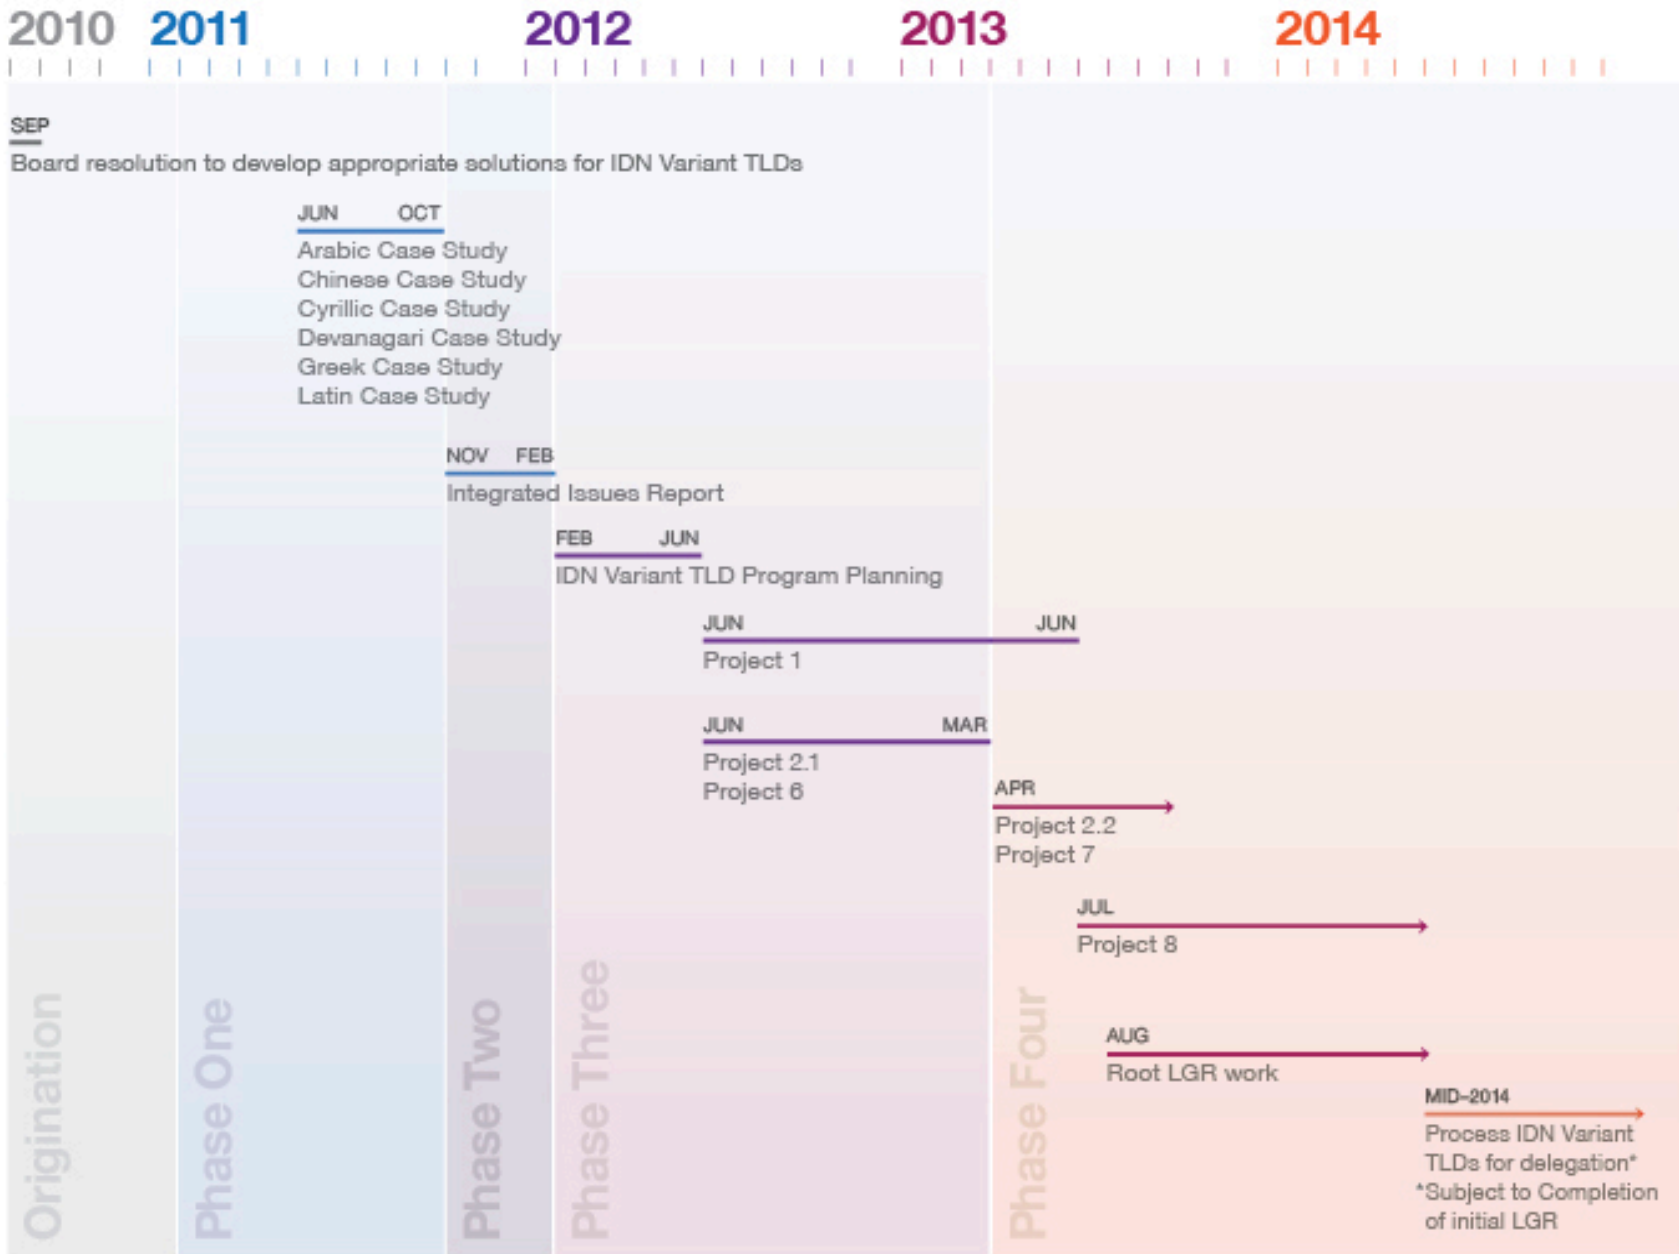 2010 2011 2012 2013 2014
SEP
Board resolution to develop appropriate solutions for IDN Variant TLDs
JUN OCT
Arabic Case Study
Chinese Case Study
Cyrillic Case Study
Devanagari Case Study
Greek Case Study
Latin Case Study
NOV FEB
Integrated Issues Report
FEB JUN
IDN Variant TLD Program Planning
JUN JUN
Project 1
JUN MAR
Project 2.1
Project 6
APR
Project 2.2
Project 7
JUL
Project 8
AUG
Root LGR work
MID–2014
Process IDN Variant
TLDs for delegation*
*Subject to Completion
of initial LGR
Origination
Phase One
Phase Two
Phase Three
Phase Four